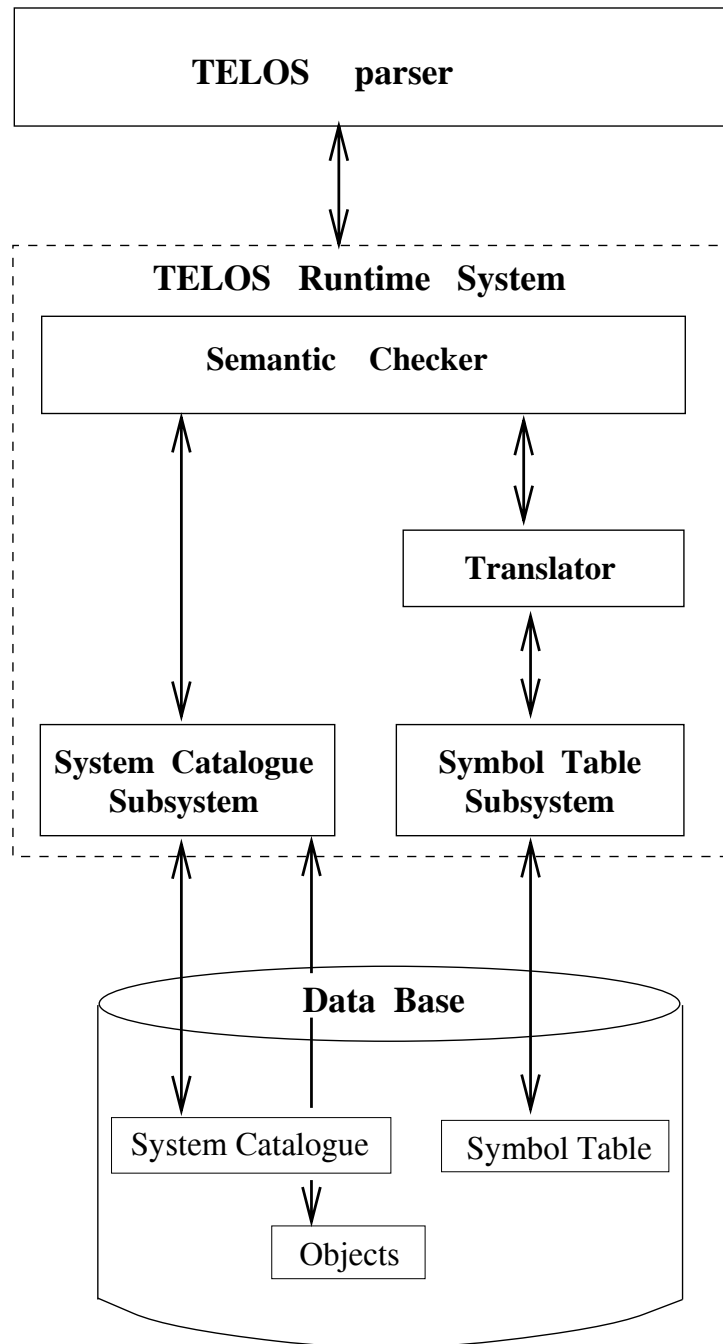 TELOS parser
TELOS Runtime System
Semantic Checker
Translator
System Catalogue
Subsystem
Symbol Table
Subsystem
Data Base
System Catalogue
Symbol Table
Objects